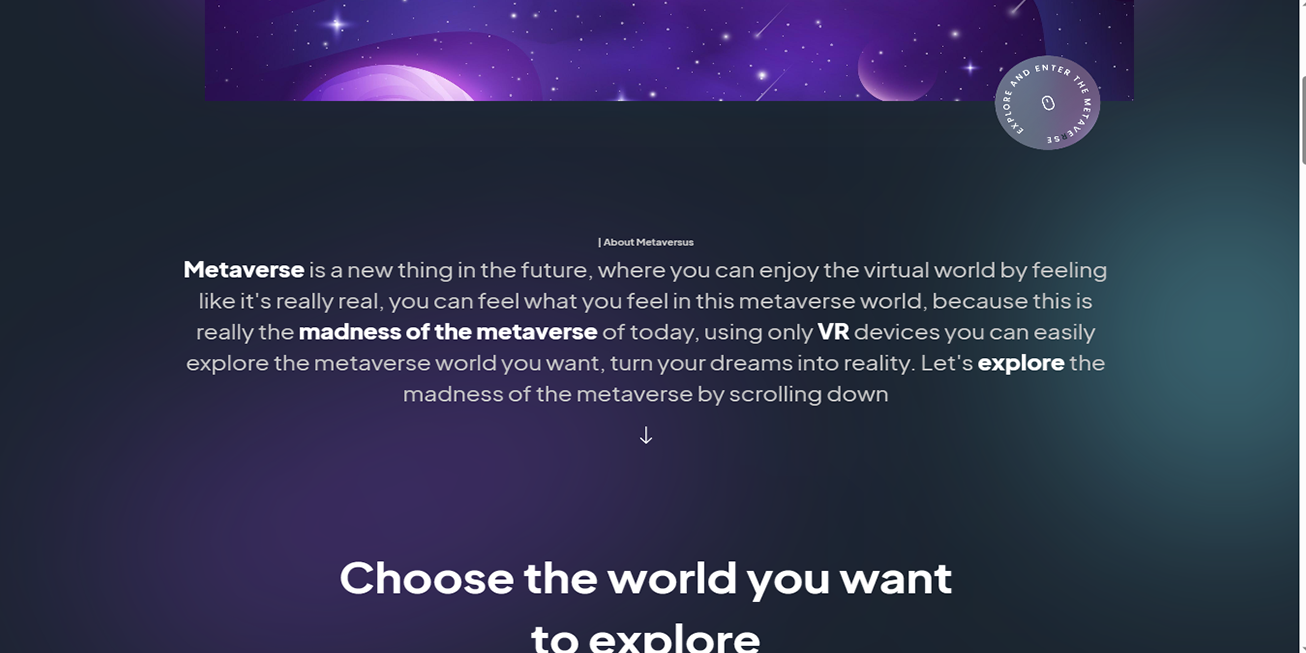 EXPLORE AND ENTER THE METAVERSE
| About Metaversus
Metaverse is a new thing in the future, where you can enjoy the virtual world by feeling
like it's really real, you can feel what you feel in this metaverse world, because this is
really the madness of the metaverse of today, using only VR devices you can easily
explore the metaverse world you want, turn your dreams into reality. Let's explore the
madness of the metaverse by scrolling down
Choose the world you want
to explore